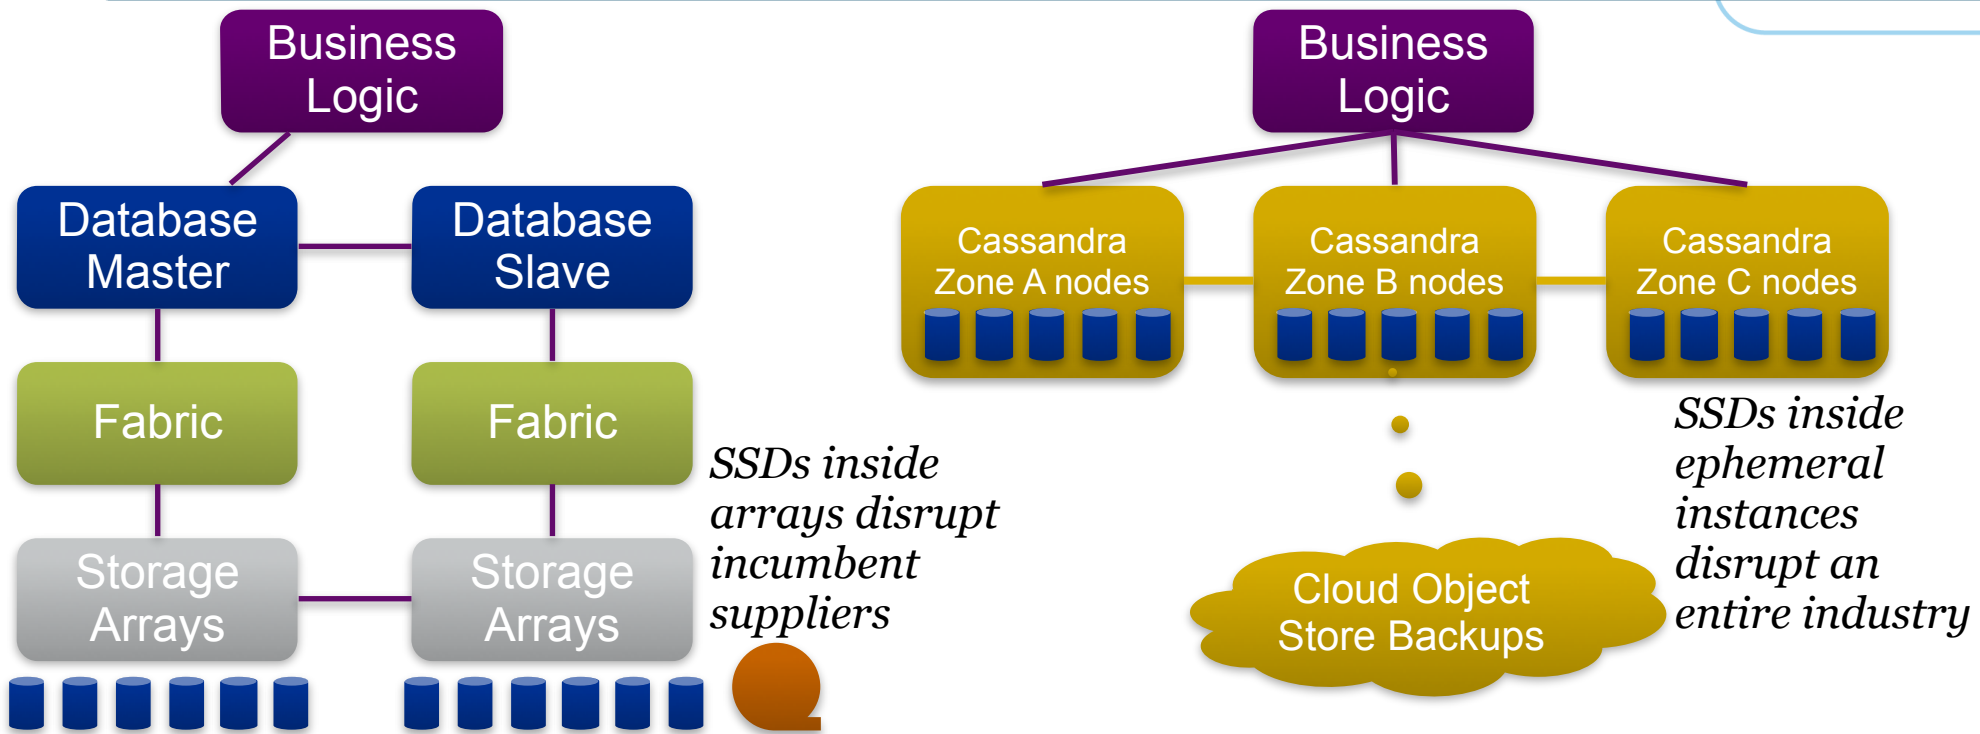 Business
Logic
Database
Master
Database
Slave
Fabric
Fabric
Storage
Arrays
Storage
Arrays
SSDs inside
arrays disrupt
incumbent
suppliers
Business
Logic
Cassandra
Zone A nodes
Cassandra
Zone B nodes
Cassandra
Zone C nodes
Cloud Object
Store Backups
SSDs inside
ephemeral
instances
disrupt an
entire industry